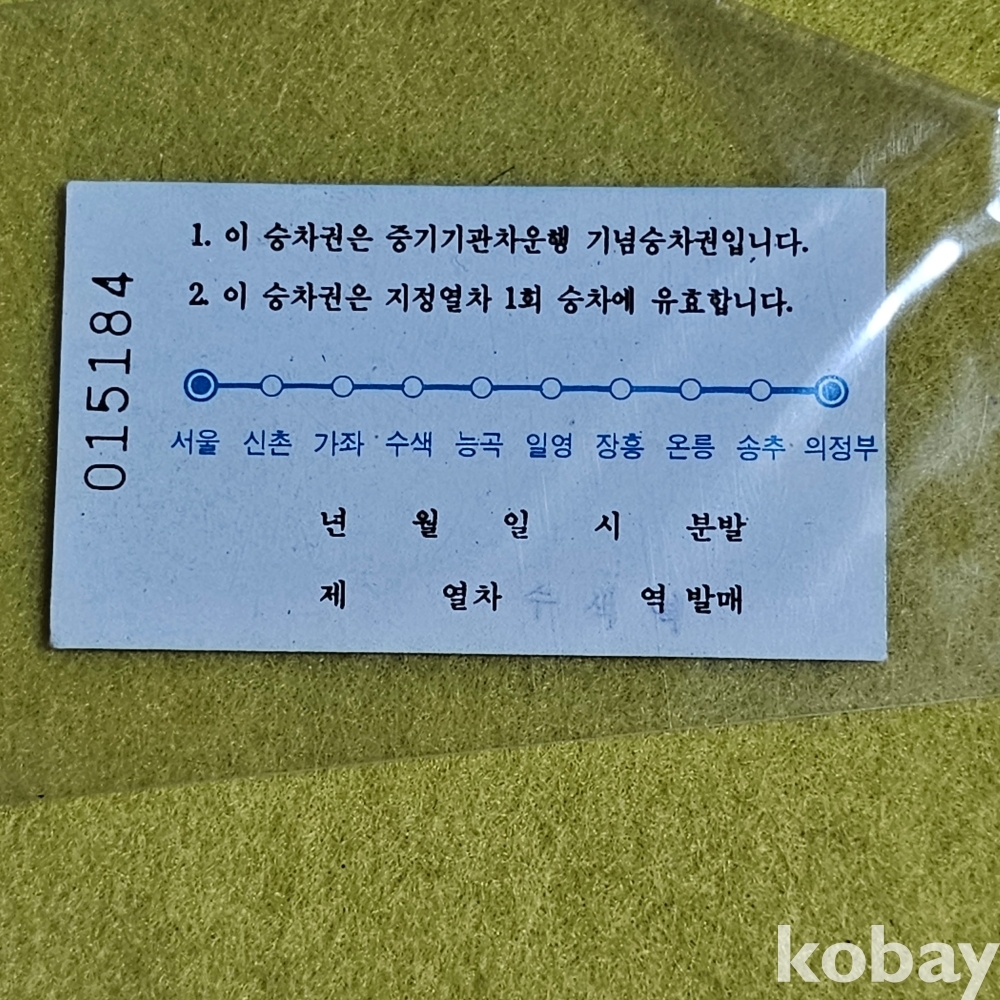 1. 이 승차권은 중기기관차운행 기념승차권입니다.
2. 이 승차권은 지정열차 1회 승차에 유효합니다.
015184
서울 신촌 가좌 수색 능곡 일영 장흥 온릉 송추 의정부
년 월 일 시 분발
제 열차 역 발매
수색
kobay